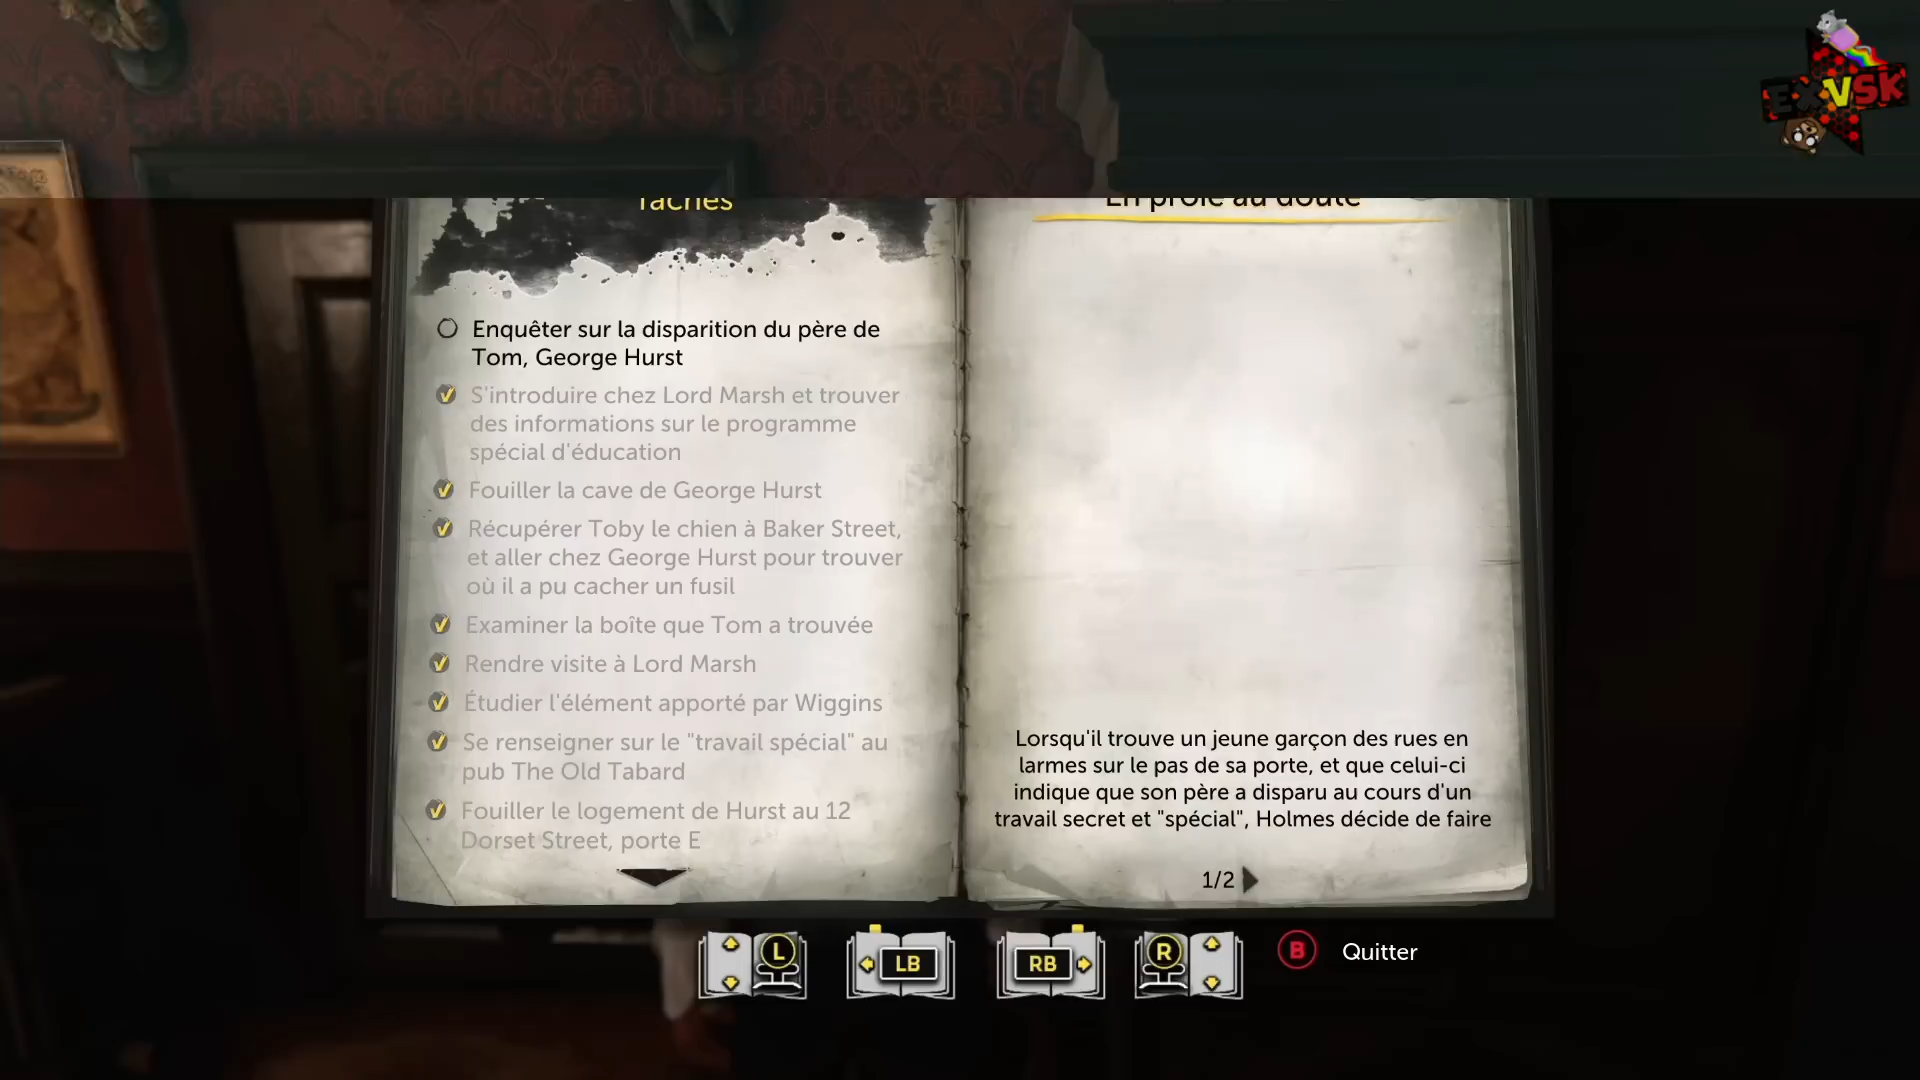 EXVSK
Tâches
En proie au doute
Enquêter sur la disparition du père de
Tom, George Hurst
S'introduire chez Lord Marsh et trouver
des informations sur le programme
spécial d'éducation
Fouiller la cave de George Hurst
Récupérer Toby le chien à Baker Street,
et aller chez George Hurst pour trouver
où il a pu cacher un fusil
Examiner la boîte que Tom a trouvée
Rendre visite à Lord Marsh
Étudier l'élément apporté par Wiggins
Se renseigner sur le "travail spécial" au
pub The Old Tabard
Fouiller le logement de Hurst au 12
Dorset Street, porte E
Lorsqu'il trouve un jeune garçon des rues en
larmes sur le pas de sa porte, et que celui-ci
indique que son père a disparu au cours d'un
travail secret et "spécial", Holmes décide de faire
1/2
L
LB
RB
R
B Quitter